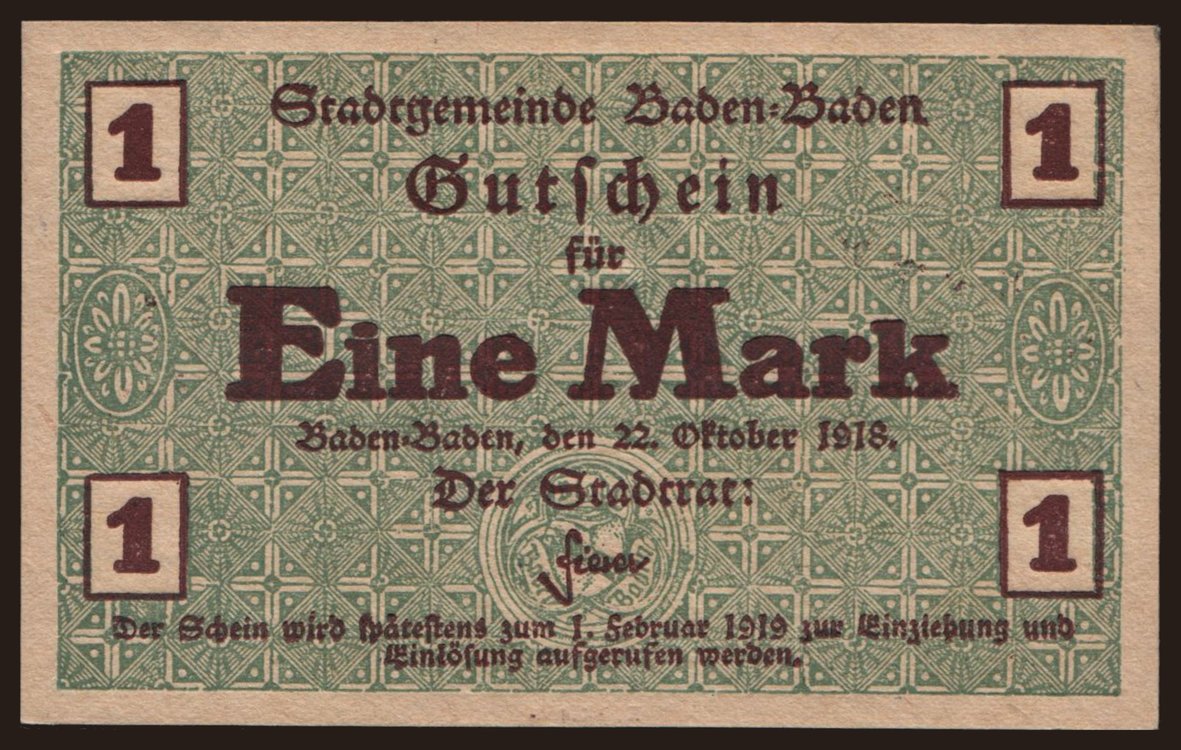 1
Stadtgemeinde Baden-Baden
1
Gutschein
für
Eine Mark
Baden-Baden, den 22. Oktober 1918.
Der Stadtrat:
1
Fieser
1
Der Schein wird spätestens zum 1. Februar 1919 zur Einziehung und
Einlösung aufgerufen werden.